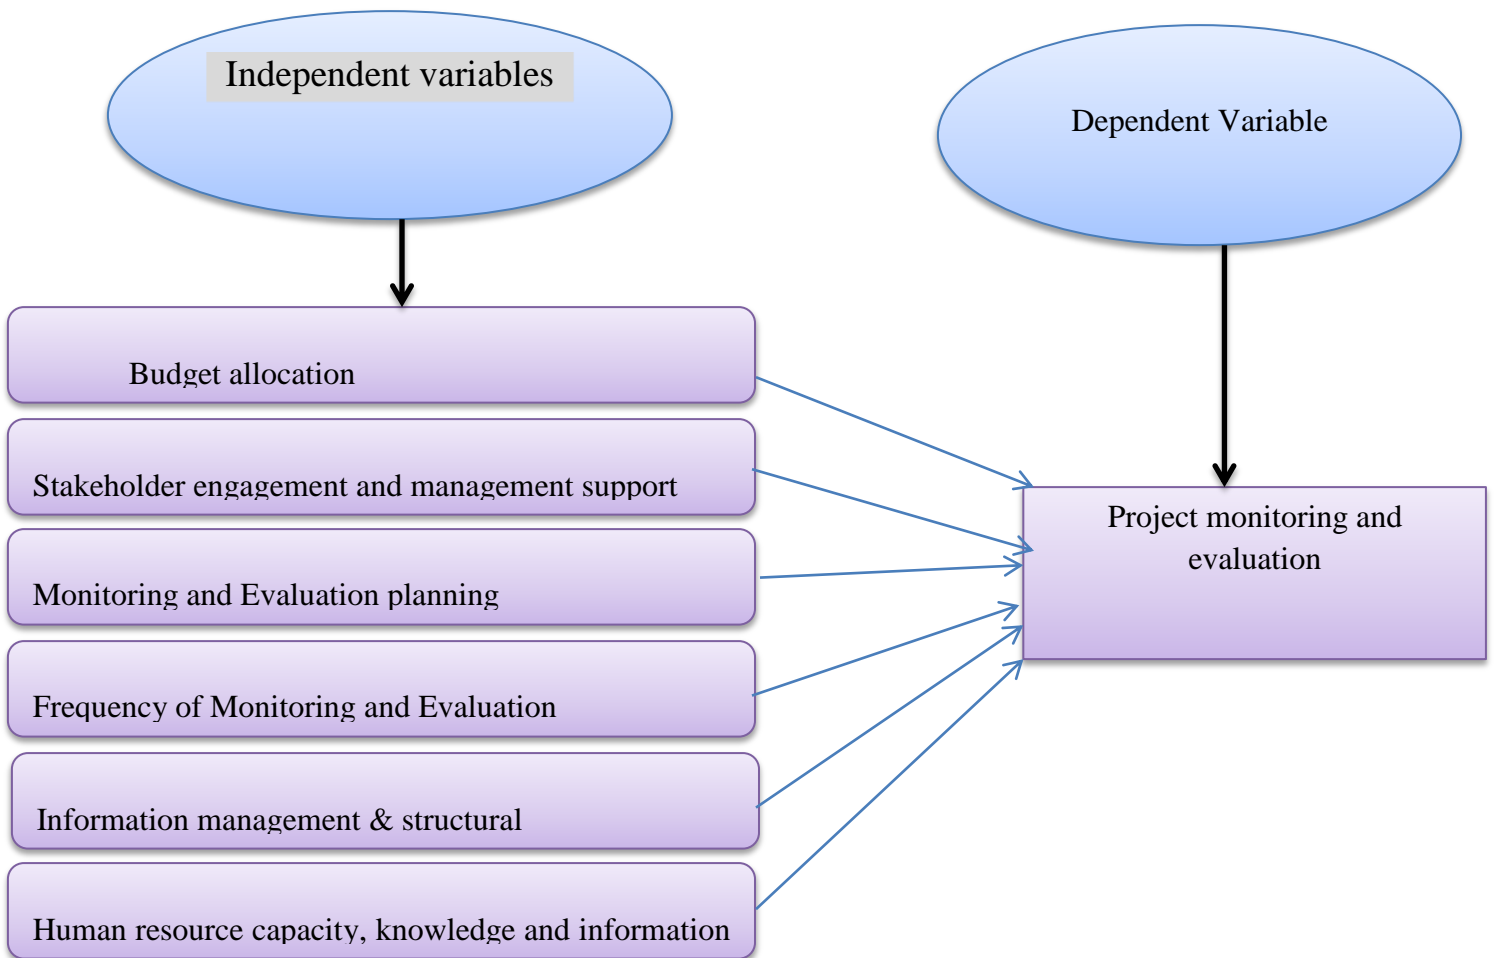 Independent variables
Dependent Variable
Budget allocation
Stakeholder engagement and management support
Monitoring and Evaluation planning
Frequency of Monitoring and Evaluation
Information management & structural
Human resource capacity, knowledge and information
Project monitoring and
evaluation